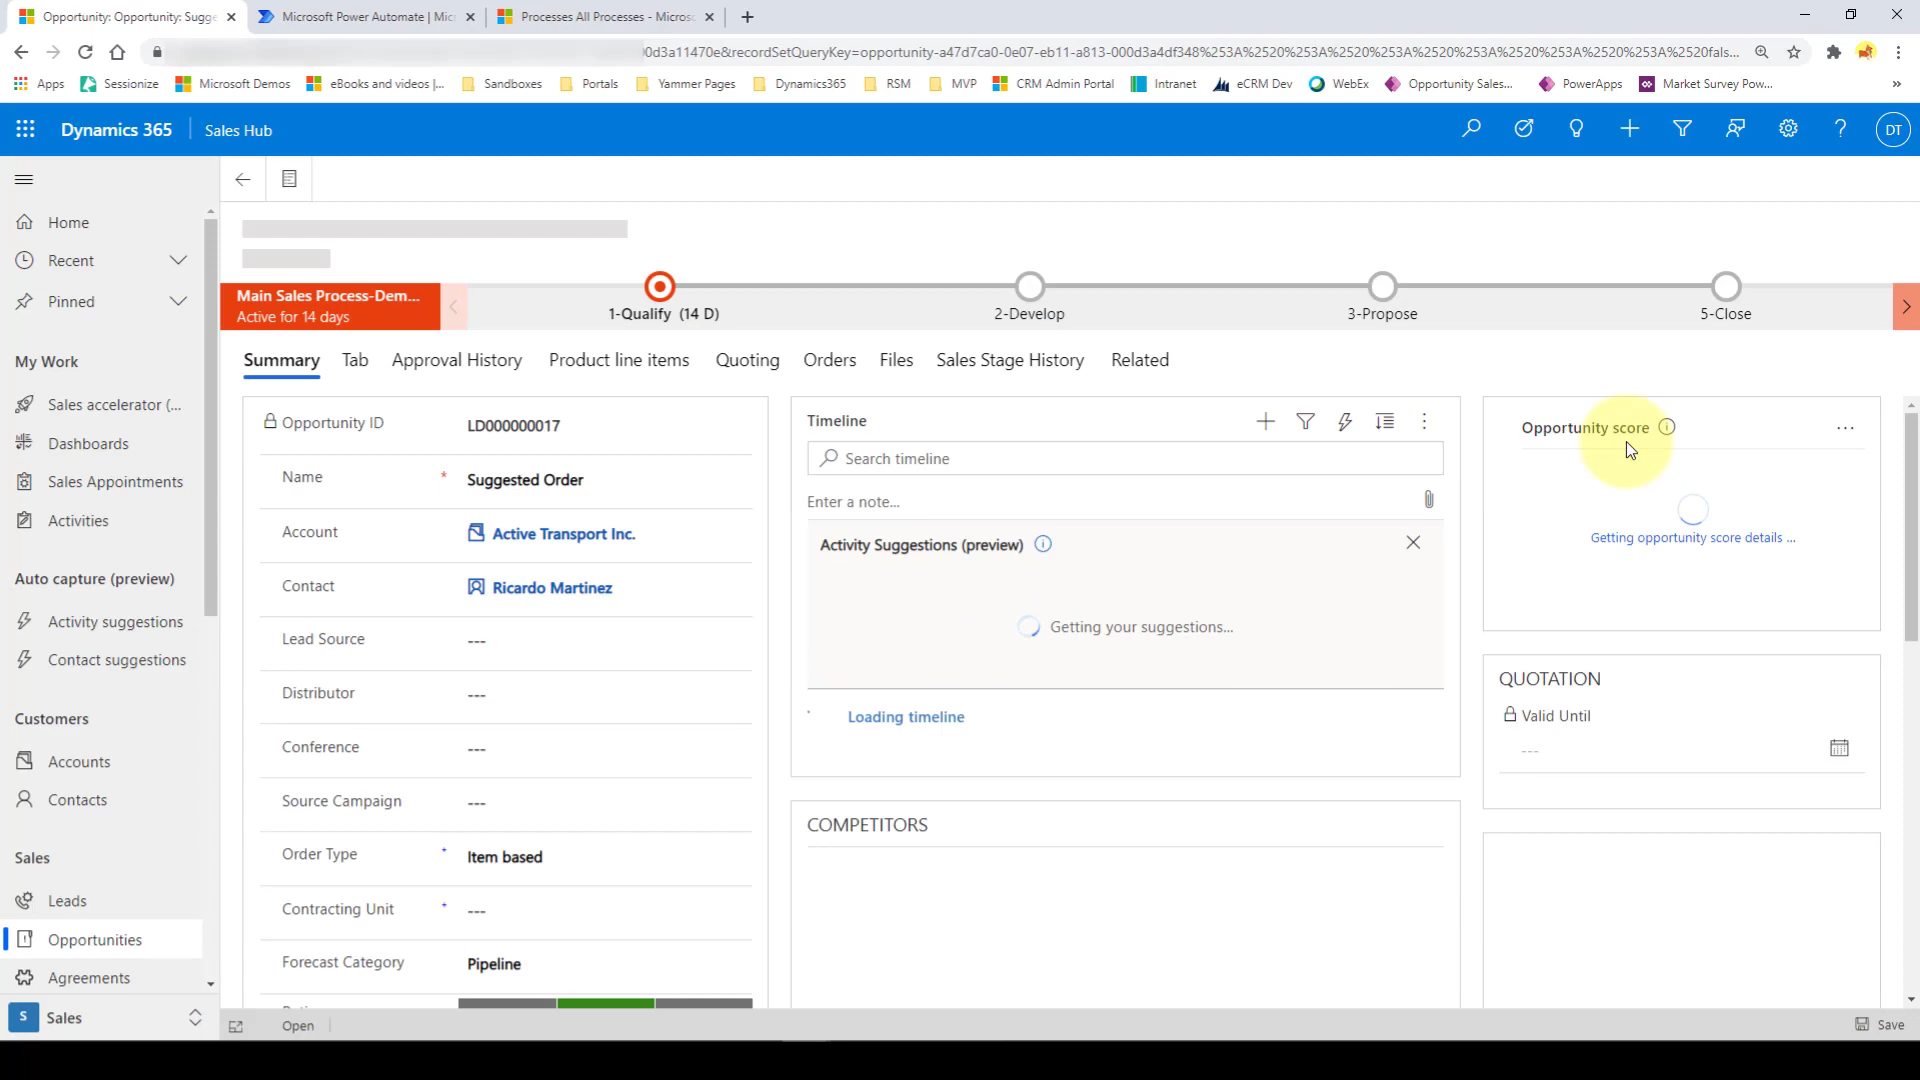 Opportunity: Opportunity: Sugge
Microsoft Power Automate | Mic
Processes All Processes - Micros
0d3a11470e&recordSetQueryKey=opportunity-a47d7ca0-0e07-eb11-a813-000d3a4df348%253A%2520%253A%2520%253A%2520%253A%2520%253A%2520%253A%2520fals...
Apps
Sessionize
Microsoft Demos
eBooks and videos |...
Sandboxes
Portals
Yammer Pages
Dynamics365
RSM
MVP
CRM Admin Portal
Intranet
eCRM Dev
WebEx
Opportunity Sales...
PowerApps
Market Survey Pow...
»
Dynamics 365
Sales Hub
DT
Home
Recent
Pinned
My Work
Sales accelerator (...
Dashboards
Sales Appointments
Activities
Auto capture (preview)
Activity suggestions
Contact suggestions
Customers
Accounts
Contacts
Sales
Leads
Opportunities
Agreements
S Sales
Main Sales Process-Dem...
Active for 14 days
1-Qualify (14 D)
2-Develop
3-Propose
5-Close
Summary
Tab
Approval History
Product line items
Quoting
Orders
Files
Sales Stage History
Related
Opportunity ID
LD000000017
Name *
Suggested Order
Account
Active Transport Inc.
Contact
Ricardo Martinez
Lead Source
---
Distributor
---
Conference
---
Source Campaign
---
Order Type +
Item based
Contracting Unit +
---
Forecast Category
Pipeline
Timeline
Search timeline
Enter a note...
Activity Suggestions (preview)
Getting your suggestions...
Loading timeline
COMPETITORS
Opportunity score
...
Getting opportunity score details ...
QUOTATION
Valid Until
---
Open
Save